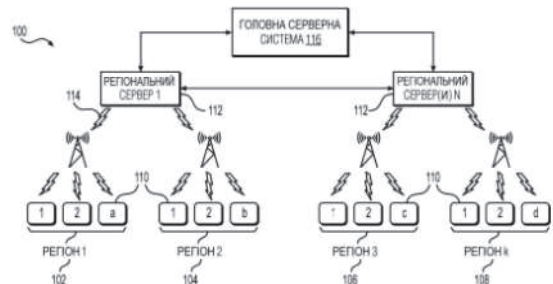 100
ГОЛОВНА СЕРВЕРНА
СИСТЕМА 116
РЕГІОНАЛЬНИЙ
СЕРВЕР 1
РЕГІОНАЛЬНИЙ
СЕРВЕР(И) N
114
112
112
110
110
1 2 a 1 2 b 1 2 c 1 2 d
РЕГІОН 1 РЕГІОН 2 РЕГІОН 3 РЕГІОН k
102 104 106 108